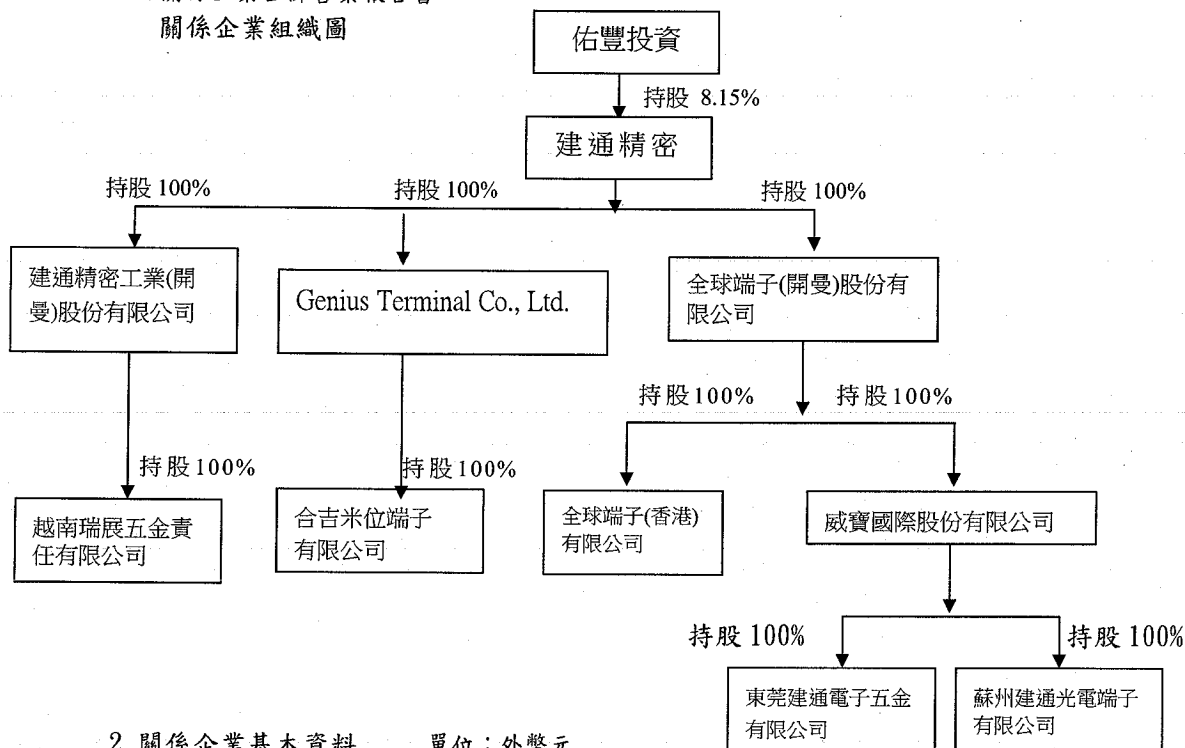 關係企業組織圖
佑豐投資
持股 8.15%
建通精密
持股 100%
持股 100%
持股 100%
建通精密工業(開
曼)股份有限公司
Genius Terminal Co., Ltd.
全球端子(開曼)股份有
限公司
持股100%
持股100%
持股100%
持股100%
越南瑞展五金責
任有限公司
合吉米位端子
有限公司
全球端子(香港)
有限公司
威寶國際股份有限公司
持股 100%
持股 100%
東莞建通電子五金
有限公司
蘇州建通光電端子
有限公司
2. 關係企業基本資料 單位：外幣元